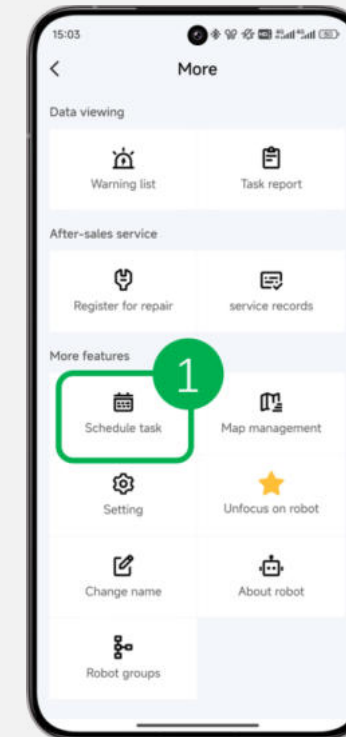 15:03
More
Data viewing
Warning list
Task report
After-sales service
Register for repair
service records
More features
1
Schedule task
Map management
Setting
Unfocus on robot
Change name
About robot
Robot groups